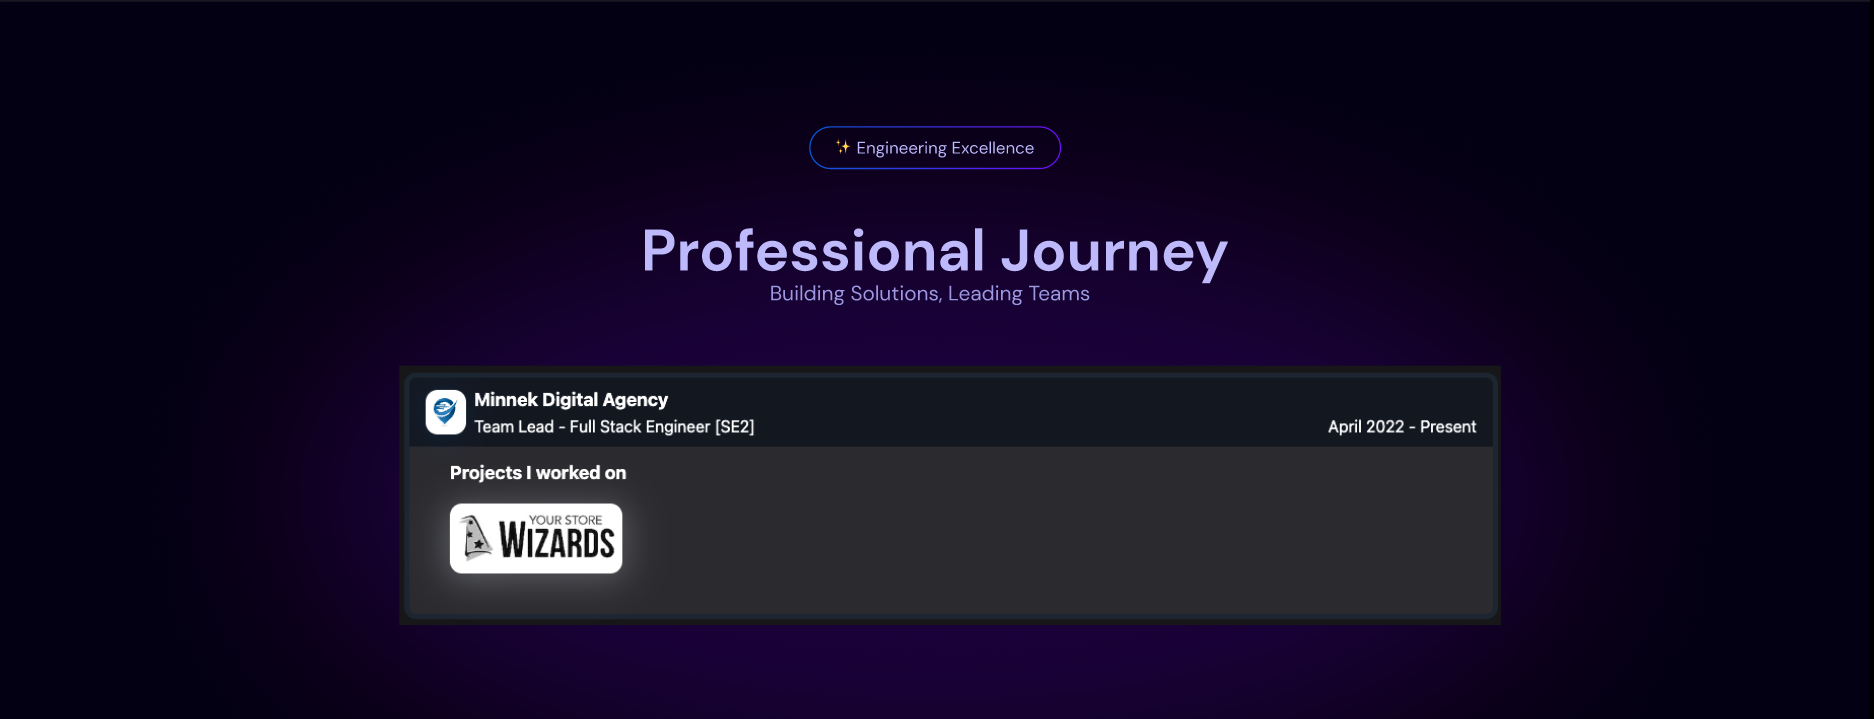 ✨ Engineering Excellence
Professional Journey
Building Solutions, Leading Teams
Minnek Digital Agency
Team Lead - Full Stack Engineer [SE2]
April 2022 - Present
Projects I worked on
YOUR STORE
WIZARDS